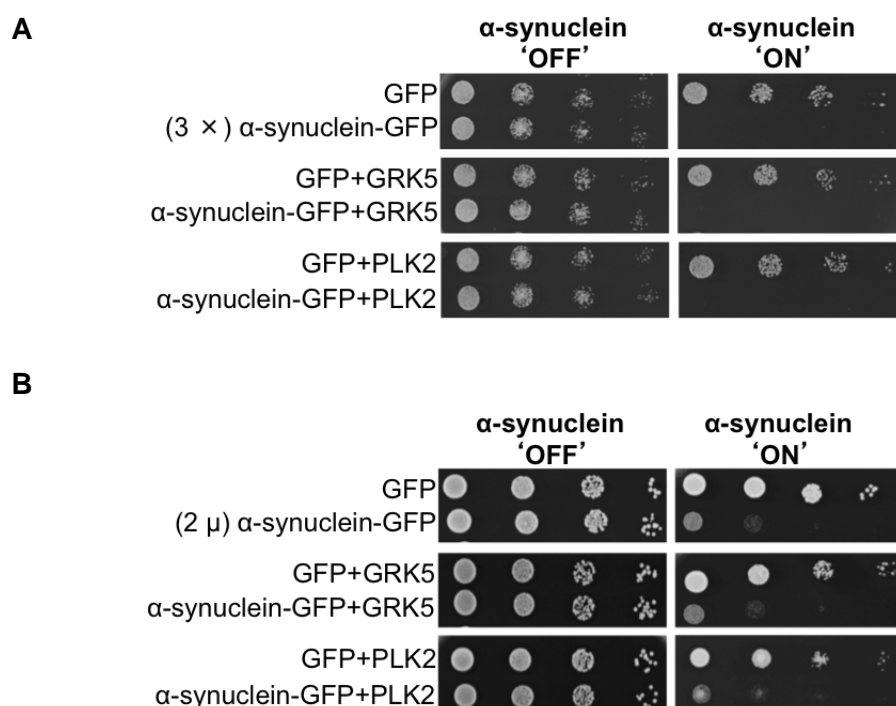 A
α-synuclein
‘OFF’
α-synuclein
‘ON’
GFP
(3 ×) α-synuclein-GFP
GFP+GRK5
α-synuclein-GFP+GRK5
GFP+PLK2
α-synuclein-GFP+PLK2
B
α-synuclein
‘OFF’
α-synuclein
‘ON’
GFP
(2 μ) α-synuclein-GFP
GFP+GRK5
α-synuclein-GFP+GRK5
GFP+PLK2
α-synuclein-GFP+PLK2